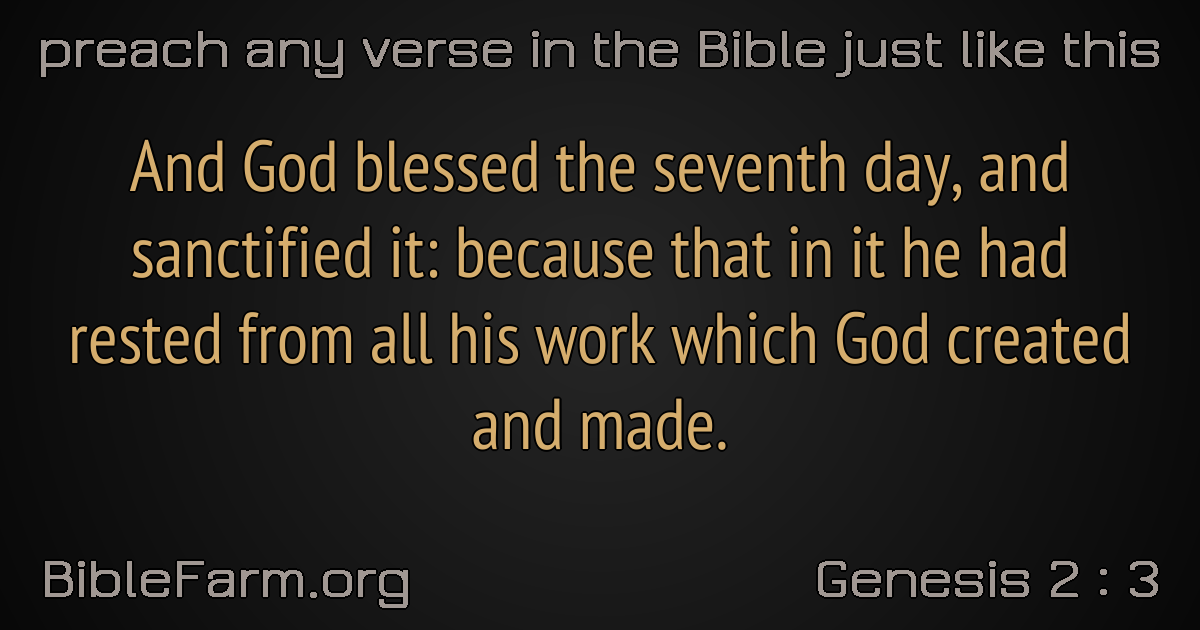 preach any verse in the Bible just like this
And God blessed the seventh day, and
sanctified it: because that in it he had
rested from all his work which God created
and made.
BibleFarm.org
Genesis 2 : 3